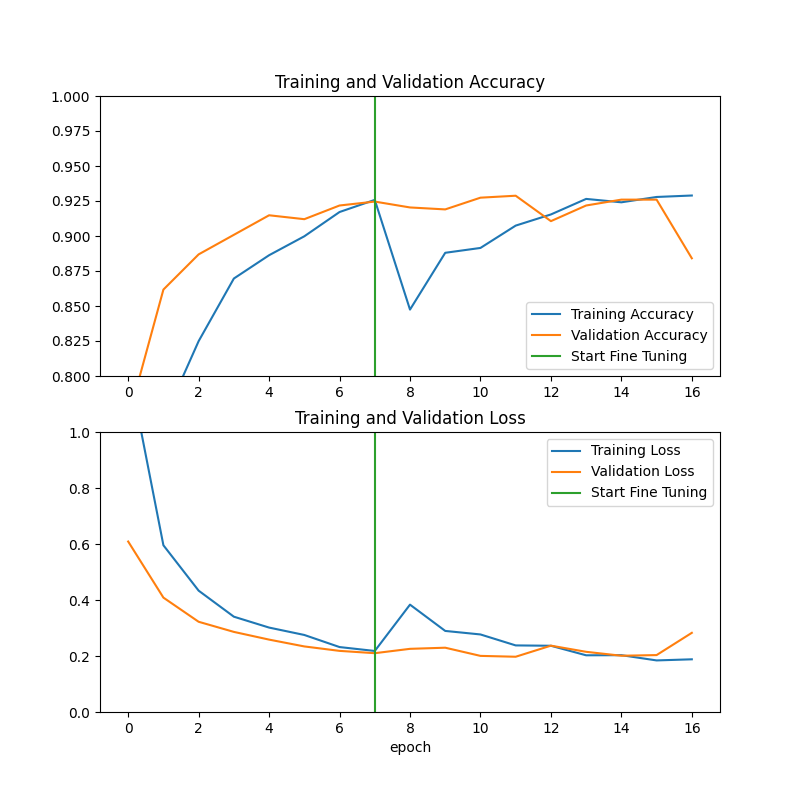 Training and Validation Accuracy
1.000
0.975
0.950
0.925
0.900
0.875
0.850
0.825
0.800
Training Accuracy
Validation Accuracy
Start Fine Tuning
0 2 4 6 8 10 12 14 16
Training and Validation Loss
1.0
0.8
0.6
0.4
0.2
0.0
Training Loss
Validation Loss
Start Fine Tuning
0 2 4 6 8 10 12 14 16
epoch